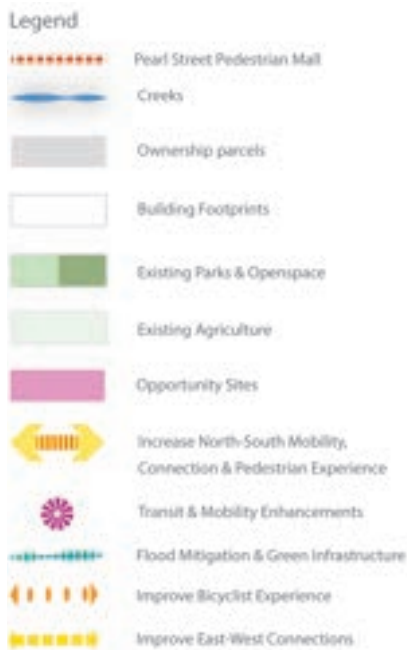 Legend
Pearl Street Pedestrian Mall
Creeks
Ownership parcels
Building Footprints
Existing Parks & Openspace
Existing Agriculture
Opportunity Sites
Increase North-South Mobility,
Connection & Pedestrian Experience
Transit & Mobility Enhancements
Flood Mitigation & Green Infrastructure
Improve Bicyclist Experience
Improve East-West Connections